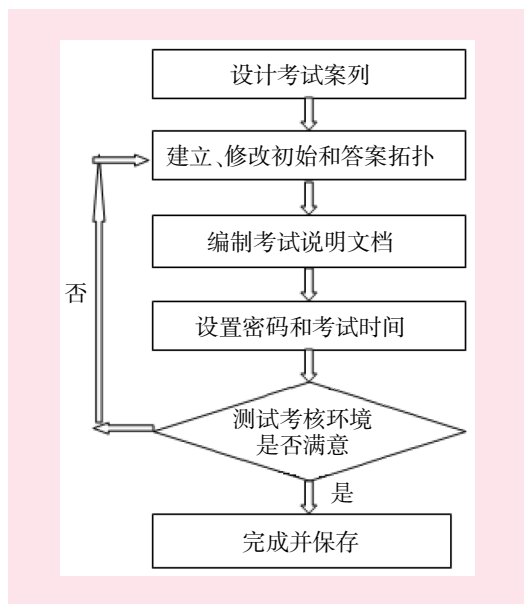 设计考试案列
建立、修改初始和答案拓扑
编制考试说明文档
否
设置密码和考试时间
测试考核环境
是否满意
是
完成并保存